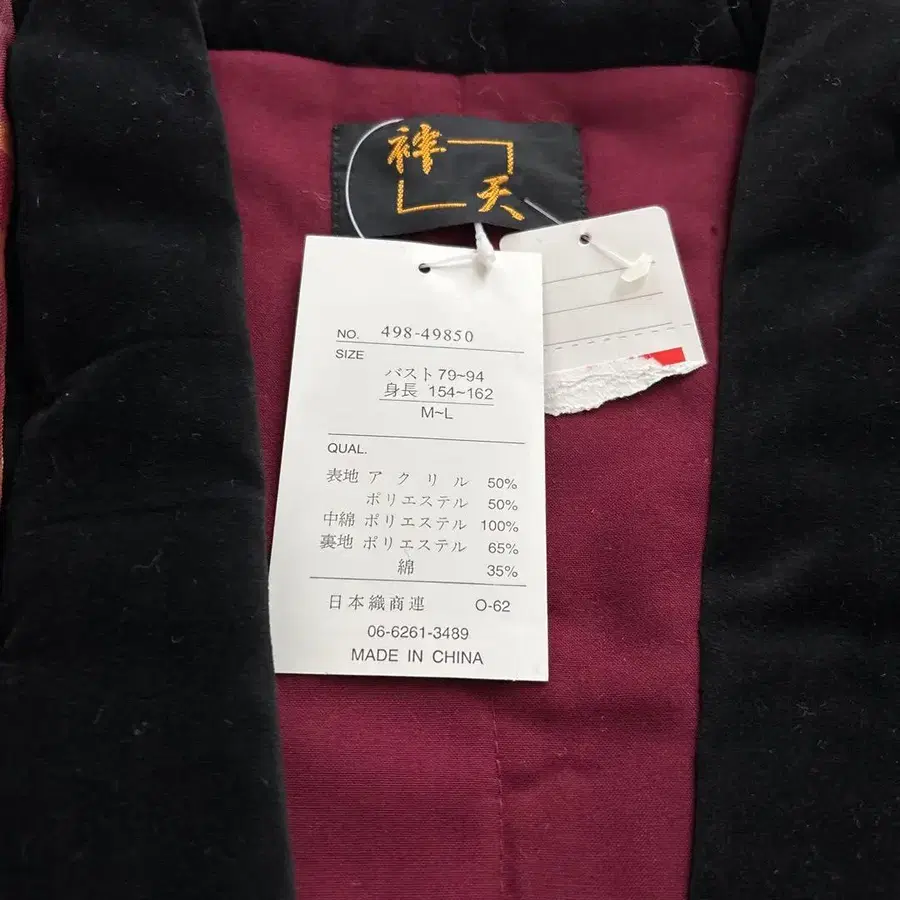 袢
天
NO. 498-49850
SIZE
バスト 79~94
身長 154~162
M~L
QUAL.
表地 アクリル 50%
ポリエステル 50%
中綿 ポリエステル 100%
裏地 ポリエステル 65%
綿 35%
日本織商連 O-62
06-6261-3489
MADE IN CHINA